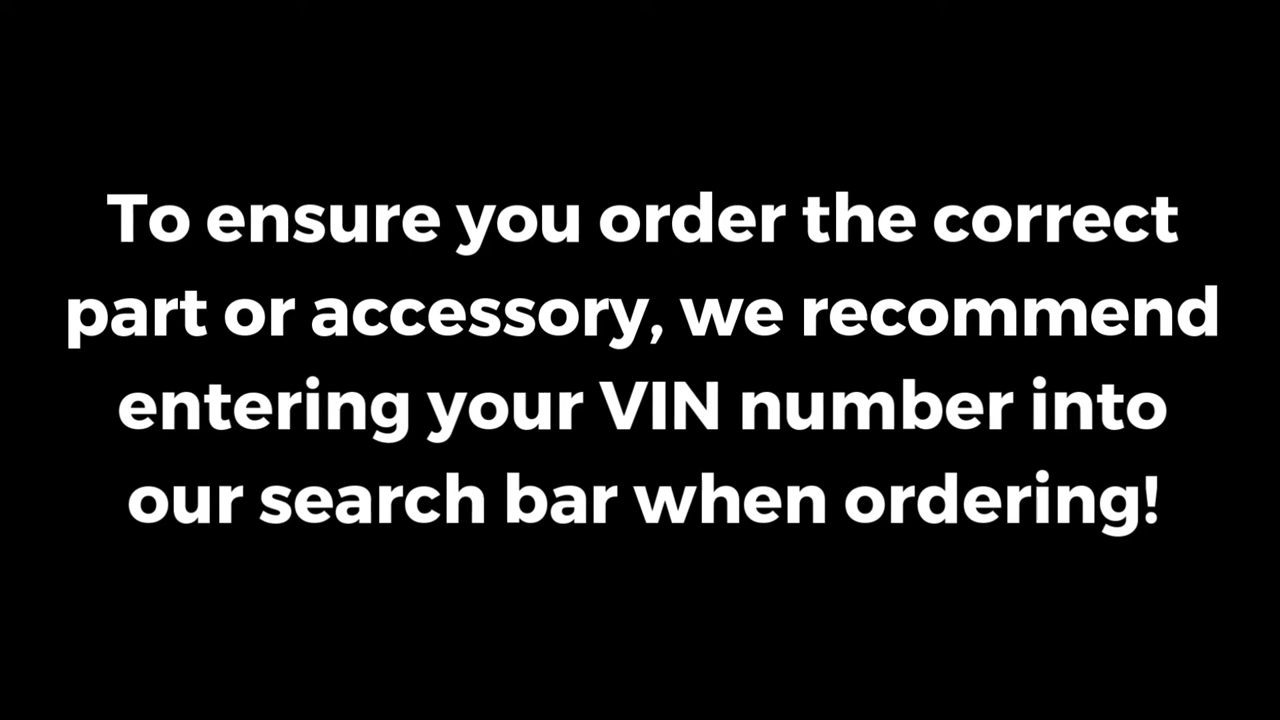 To ensure you order the correct
part or accessory, we recommend
entering your VIN number into
our search bar when ordering!